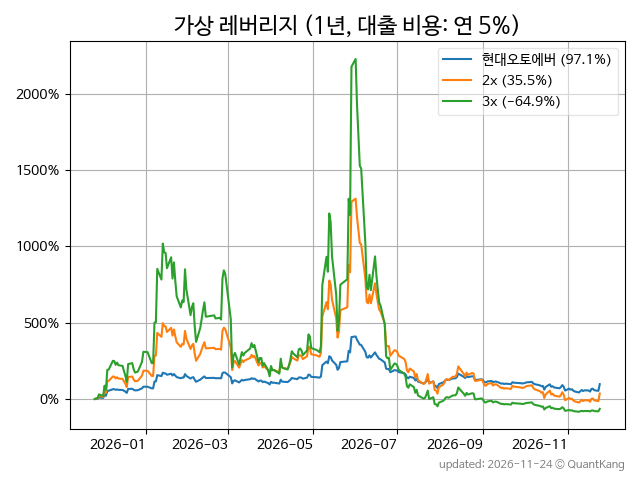 가상 레버리지 (1년, 대출 비용: 연 5%)
현대오토에버 (97.1%)
2x (35.5%)
3x (−64.9%)
2000%
1500%
1000%
500%
0%
2026-01 2026-03 2026-05 2026-07 2026-09 2026-11
updated: 2026-11-24 © QuantKang